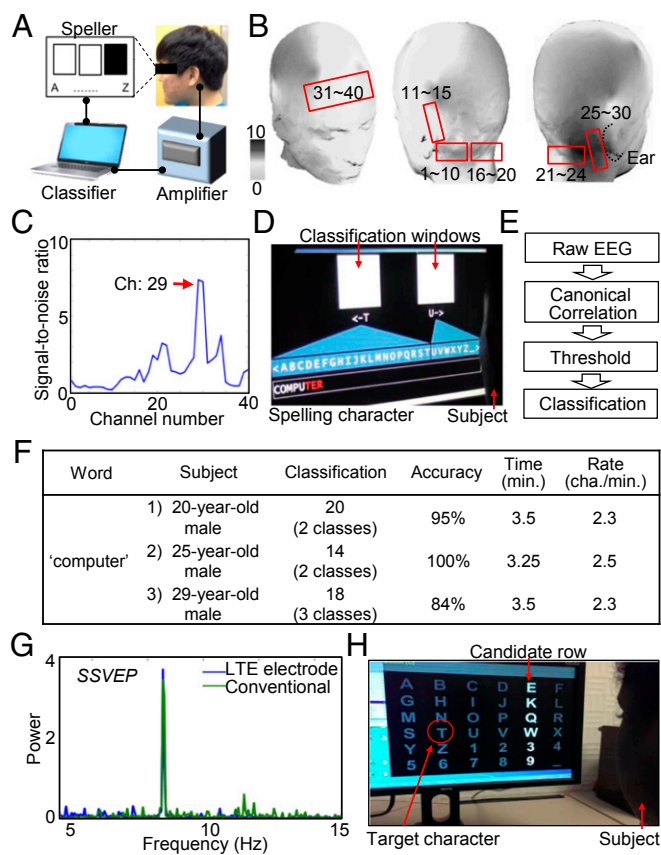 A
Speller
A ....... Z
Classifier
Amplifier
B
10
0
31~40
11~15
1~10
16~20
25~30
Ear
21~24
C
Signal-to-noise ratio
10
5
0
Ch: 29
0
20
40
Channel number
D
Classification windows
<-T
U->
<ABCDEFGHIJKLMNOPQRSTUVWXYZ_>
COMPUTER
Spelling character
Subject
E
Raw EEG
Canonical
Correlation
Threshold
Classification
F
Word Subject Classification Accuracy Time (min.) Rate (cha./min.)
'computer'
1) 20-year-old male 20 (2 classes) 95% 3.5 2.3
2) 25-year-old male 14 (2 classes) 100% 3.25 2.5
3) 29-year-old male 18 (3 classes) 84% 3.5 2.3
G
SSVEP
LTE electrode
Conventional
Power
4
2
0
5
10
15
Frequency (Hz)
H
Candidate row
A B C D E F
G H I J K L
M N O P Q R
S T U V W X
Y Z 1 2 3 4
5 6 7 8 9 _
Target character
Subject